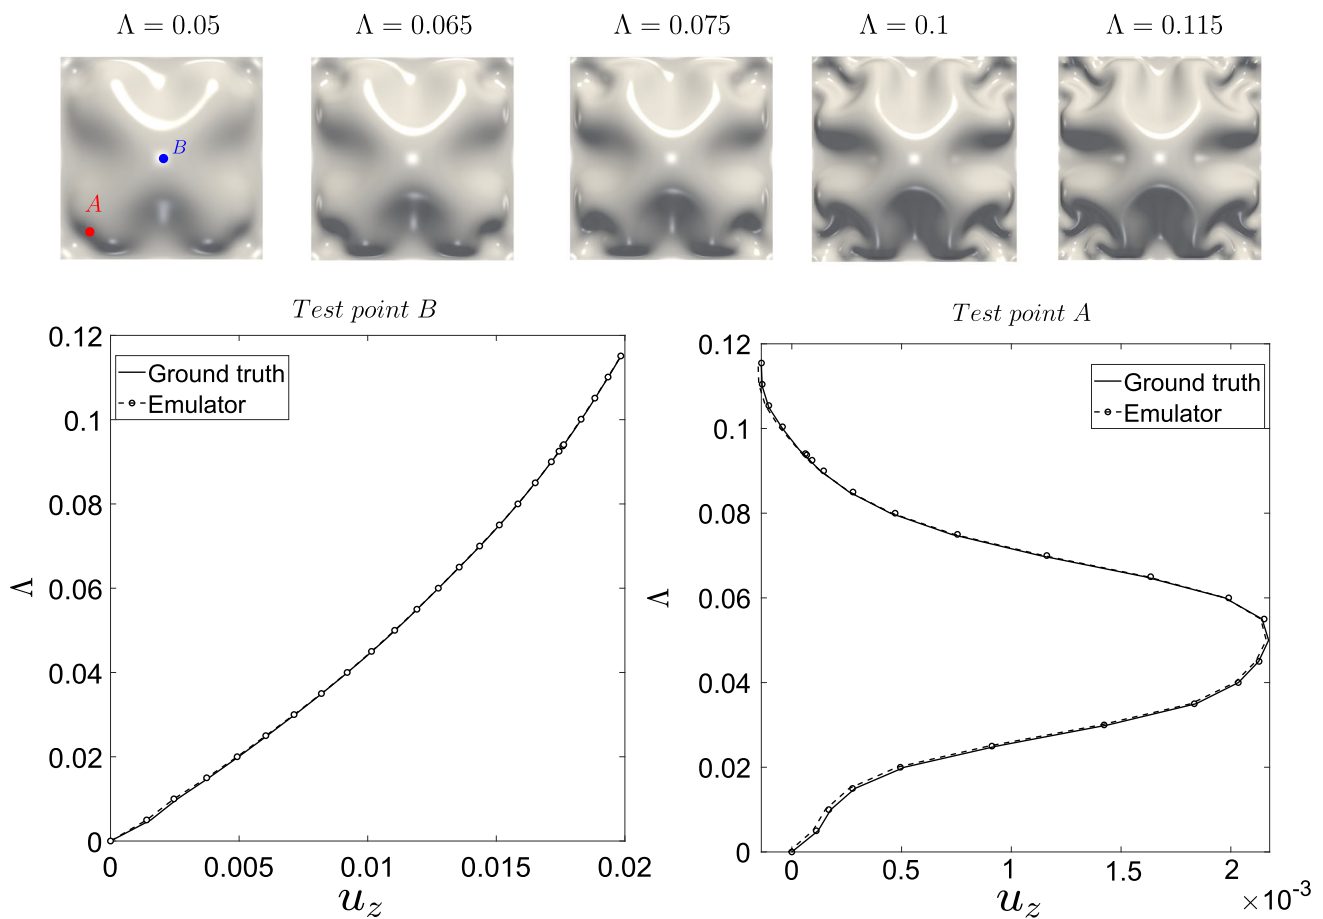 Λ = 0.05
Λ = 0.065
Λ = 0.075
Λ = 0.1
Λ = 0.115
B
A
Test point B
0.12
0.1
0.08
0.06
0.04
0.02
0
Λ
Ground truth
Emulator
0
0.005
0.01
0.015
0.02
u_z
Test point A
0.12
0.1
0.08
0.06
0.04
0.02
0
Λ
Ground truth
Emulator
0
0.5
1
1.5
2
×10⁻³
u_z